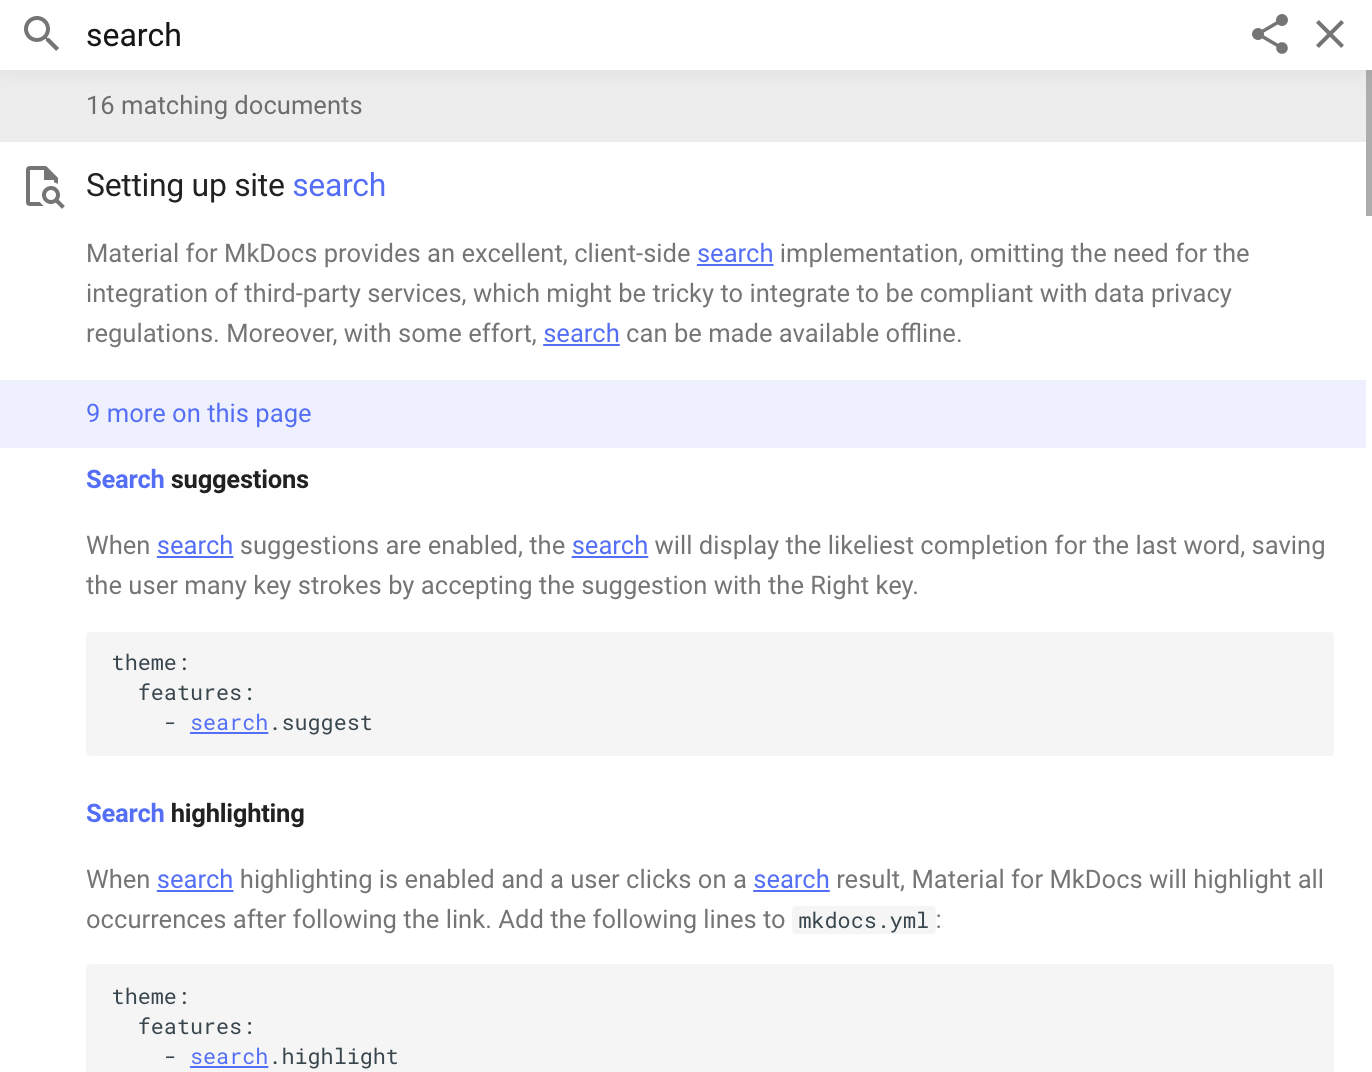 search
16 matching documents
Setting up site search
Material for MkDocs provides an excellent, client-side search implementation, omitting the need for the
integration of third-party services, which might be tricky to integrate to be compliant with data privacy
regulations. Moreover, with some effort, search can be made available offline.
9 more on this page
Search suggestions
When search suggestions are enabled, the search will display the likeliest completion for the last word, saving
the user many key strokes by accepting the suggestion with the Right key.
theme:
  features:
    - search.suggest
Search highlighting
When search highlighting is enabled and a user clicks on a search result, Material for MkDocs will highlight all
occurrences after following the link. Add the following lines to mkdocs.yml:
theme:
  features:
    - search.highlight